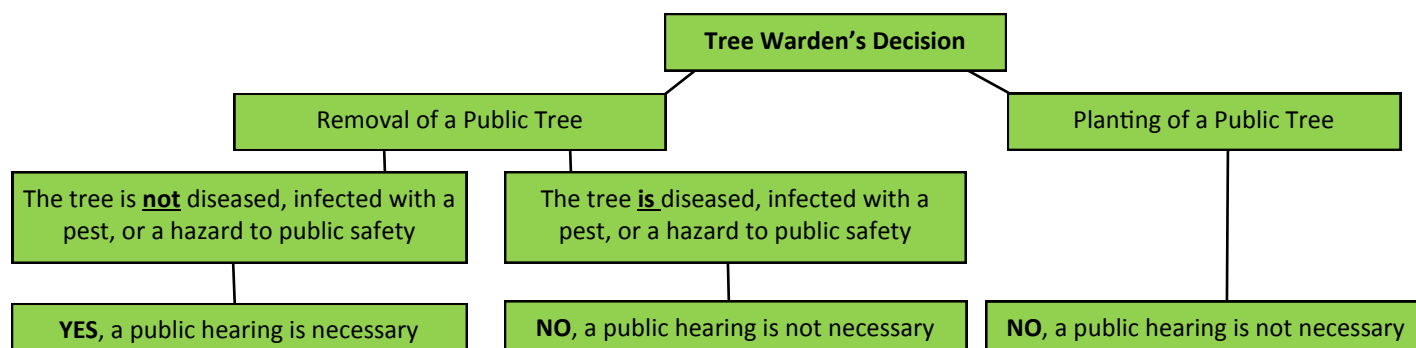 Tree Warden’s Decision
Removal of a Public Tree
Planting of a Public Tree
The tree is not diseased, infected with a
pest, or a hazard to public safety
The tree is diseased, infected with a
pest, or a hazard to public safety
YES, a public hearing is necessary
NO, a public hearing is not necessary
NO, a public hearing is not necessary